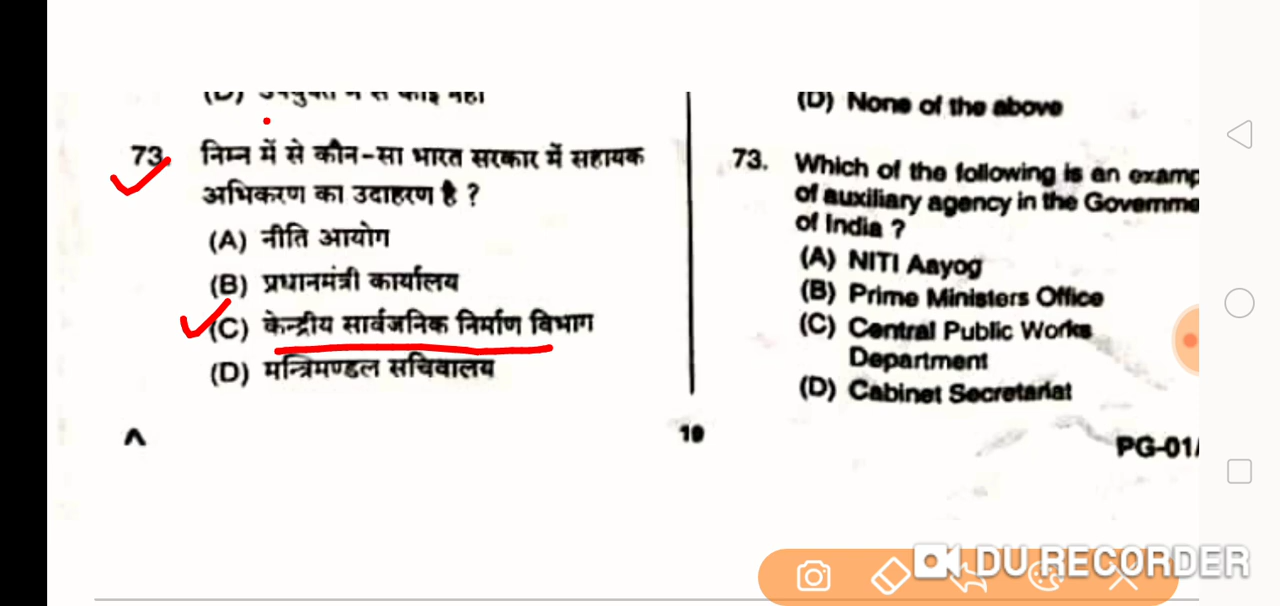 73
निम्न में से कौन-सा भारत सरकार में सहायक
अभिकरण का उदाहरण है ?
(A) नीति आयोग
(B) प्रधानमंत्री कार्यालय
(C) केन्द्रीय सार्वजनिक निर्माण विभाग
(D) मन्त्रिमण्डल सचिवालय
(D) None of the above
73. Which of the following is an examp
of auxiliary agency in the Governme
of India ?
(A) NITI Aayog
(B) Prime Ministers Office
(C) Central Public Works
Department
(D) Cabinet Secretariat
19
PG-01
DU RECORDER